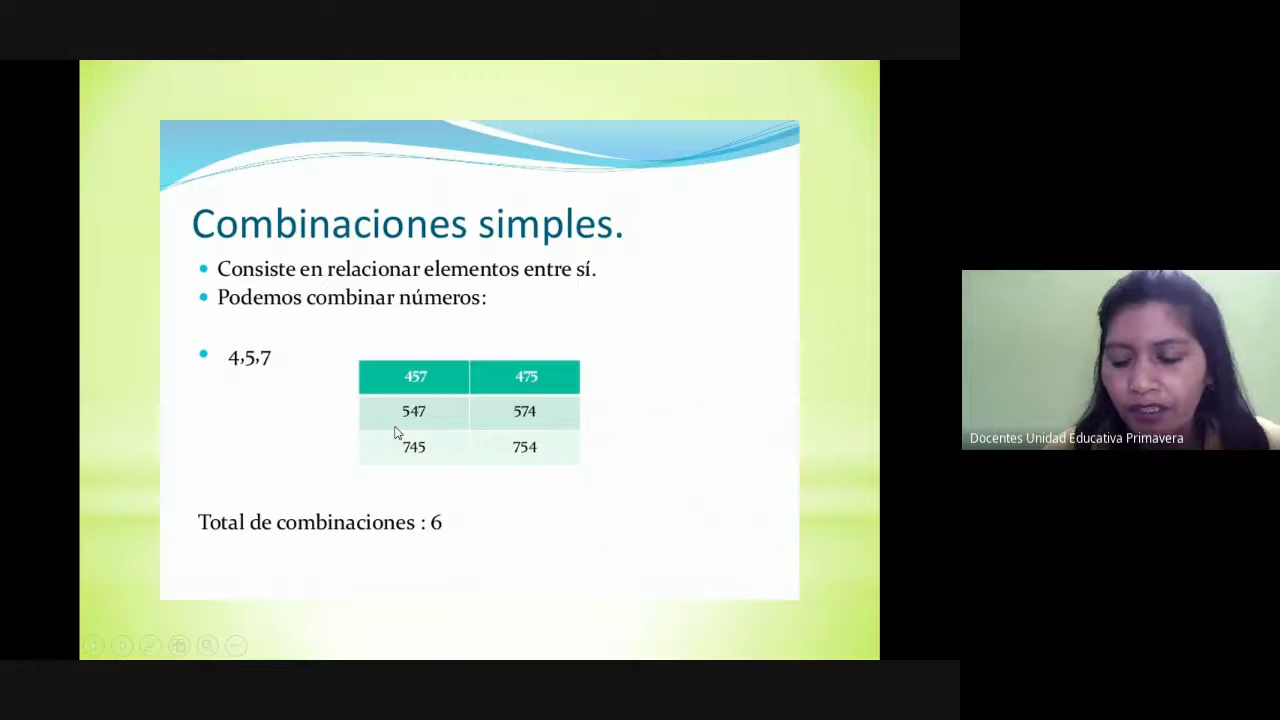 Combinaciones simples.
Consiste en relacionar elementos entre sí.
Podemos combinar números:
4,5,7
457 475
547 574
745 754
Total de combinaciones : 6
Docentes Unidad Educativa Primavera